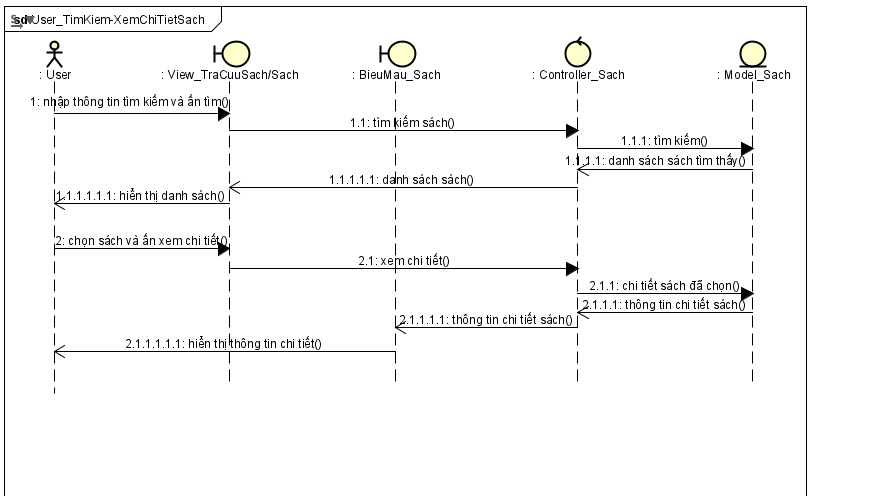 sd User_TimKiem-XemChiTietSach
: User
: View_TraCuuSach/Sach
: BieuMau_Sach
: Controller_Sach
: Model_Sach
1: nhập thông tin tìm kiếm và ấn tìm()
1.1: tìm kiếm sách()
1.1.1: tìm kiếm()
1.1.1.1: danh sách sách tìm thấy()
1.1.1.1.1: danh sách sách()
1.1.1.1.1.1: hiển thị danh sách()
2: chọn sách và ấn xem chi tiết()
2.1: xem chi tiết()
2.1.1: chi tiết sách đã chọn()
2.1.1.1: thông tin chi tiết sách()
2.1.1.1.1: thông tin chi tiết sách()
2.1.1.1.1.1: hiển thị thông tin chi tiết()